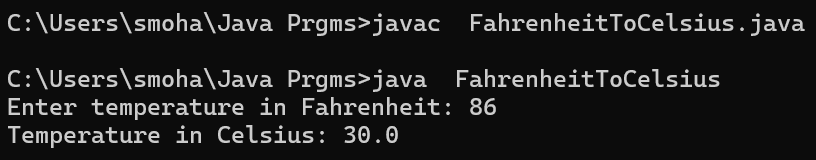 C:\Users\smoha\Java Prgms>javac  FahrenheitToCelsius.java
C:\Users\smoha\Java Prgms>java  FahrenheitToCelsius
Enter temperature in Fahrenheit: 86
Temperature in Celsius: 30.0